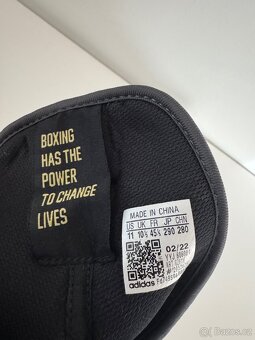 BOXING
HAS THE
POWER
TO CHANGE
LIVES
MADE IN CHINA
US UK FR JP CHN
11 10½ 45⅓ 290 280
02/22
adidas